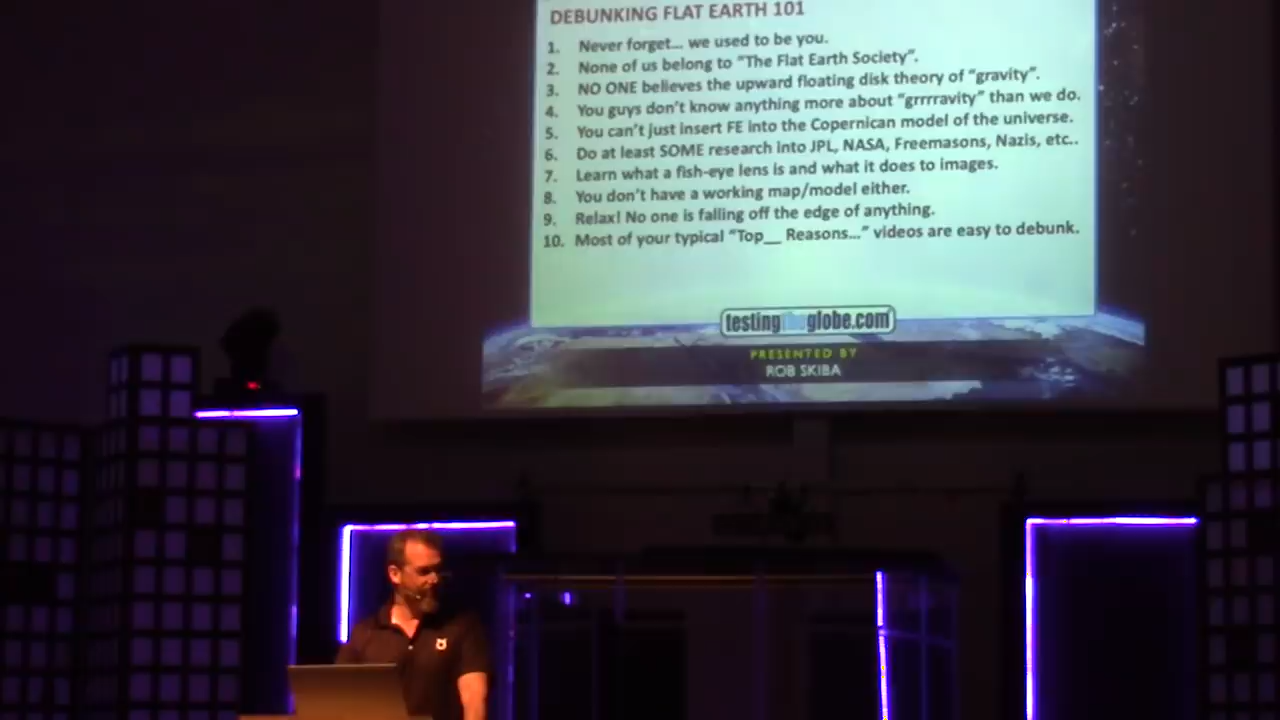 DEBUNKING FLAT EARTH 101
1. Never forget... we used to be you.
2. None of us belong to "The Flat Earth Society".
3. NO ONE believes the upward floating disk theory of "gravity".
4. You guys don't know anything more about "grrrravity" than we do.
5. You can't just insert FE into the Copernican model of the universe.
6. Do at least SOME research into JPL, NASA, Freemasons, Nazis, etc..
7. Learn what a fish-eye lens is and what it does to images.
8. You don't have a working map/model either.
9. Relax! No one is falling off the edge of anything.
10. Most of your typical "Top__ Reasons..." videos are easy to debunk.
testingtheglobe.com
PRESENTED BY
ROB SKIBA